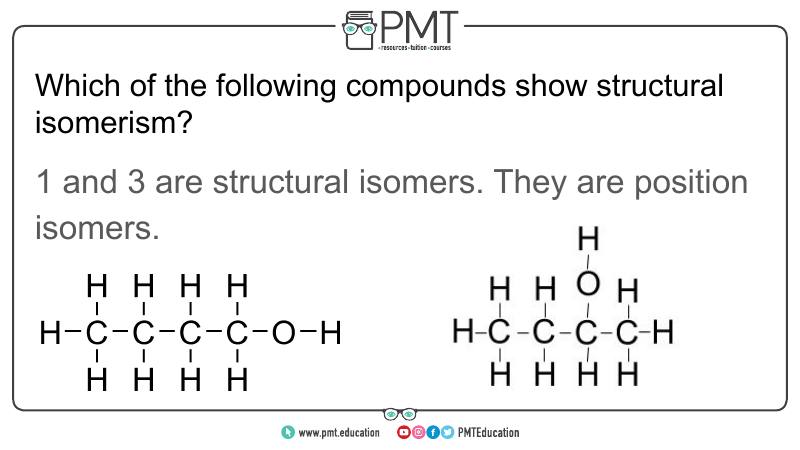 PMT
resources·tuition·courses
Which of the following compounds show structural
isomerism?
1 and 3 are structural isomers. They are position
isomers.
H H H H
H–C–C–C–C–O–H
H H H H
H
O
H H H
H–C–C–C–C–H
H H H H
www.pmt.education PMTEducation